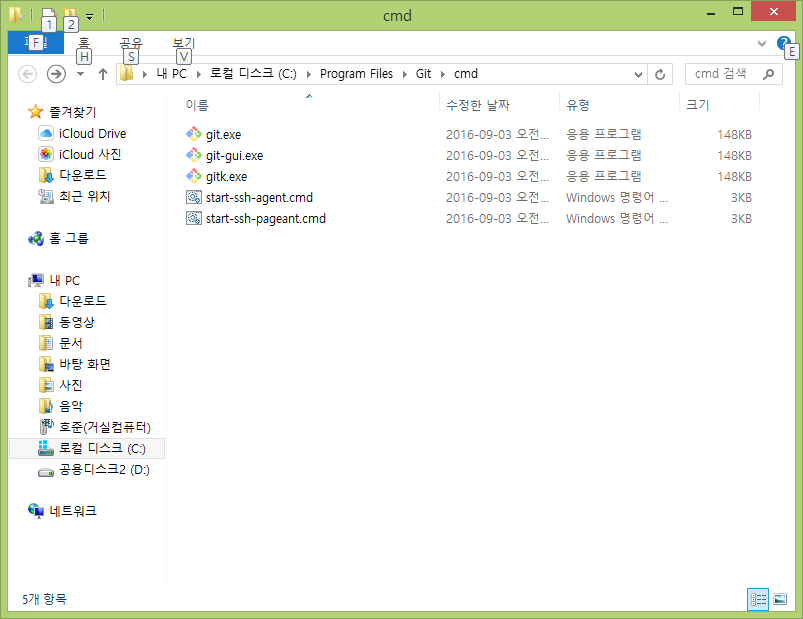 cmd
1 2
F 홈 공유 보기
H S V E
내 PC 로컬 디스크 (C:) Program Files Git cmd
cmd 검색
이름 수정한 날짜 유형 크기
git.exe 2016-09-03 오전... 응용 프로그램 148KB
git-gui.exe 2016-09-03 오전... 응용 프로그램 148KB
gitk.exe 2016-09-03 오전... 응용 프로그램 148KB
start-ssh-agent.cmd 2016-09-03 오전... Windows 명령어 ... 3KB
start-ssh-pageant.cmd 2016-09-03 오전... Windows 명령어 ... 3KB
즐겨찾기
iCloud Drive
iCloud 사진
다운로드
최근 위치
홈 그룹
내 PC
다운로드
동영상
문서
바탕 화면
사진
음악
호준(거실컴퓨터)
로컬 디스크 (C:)
공용디스크2 (D:)
네트워크
5개 항목